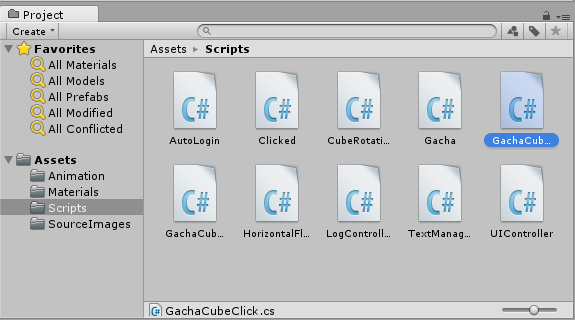 Project
Create
Favorites
All Materials
All Models
All Prefabs
All Modified
All Conflicted
Assets
Animation
Materials
Scripts
SourceImages
Assets Scripts
C# C# C# C# C#
AutoLogin Clicked CubeRotati... Gacha GachaCub...
C# C# C# C# C#
GachaCub... HorizontalFl... LogControll... TextManag... UIController
GachaCubeClick.cs